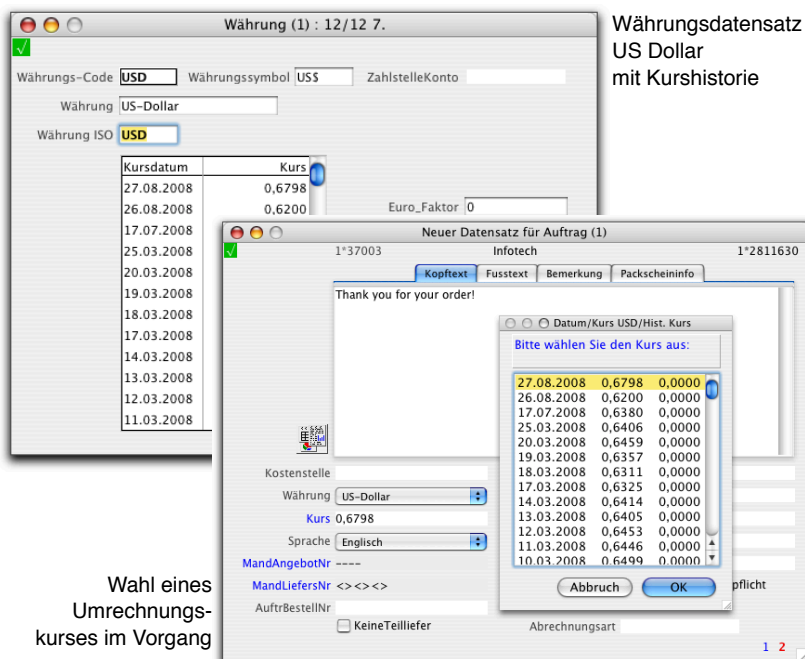 Währung (1) : 12/12 7.
Währungs-Code USD Währungssymbol US$ ZahlstelleKonto
Währung US-Dollar
Währung ISO USD
Kursdatum Kurs
27.08.2008 0,6798
26.08.2008 0,6200
17.07.2008
25.03.2008
20.03.2008
19.03.2008
18.03.2008
17.03.2008
14.03.2008
13.03.2008
12.03.2008
11.03.2008
Euro_Faktor 0
Währungsdatensatz
US Dollar
mit Kurshistorie
Neuer Datensatz für Auftrag (1)
1*37003 Infotech 1*2811630
Kopftext Fusstext Bemerkung Packscheininfo
Thank you for your order!
Kostenstelle
Währung US-Dollar
Kurs 0,6798
Sprache Englisch
MandAngebotNr ----
MandLiefersNr <><><>
AuftrBestellNr
KeineTeillliefer Abrechnungsart
pflicht
1 2
Datum/Kurs USD/Hist. Kurs
Bitte wählen Sie den Kurs aus:
27.08.2008 0,6798 0,0000
26.08.2008 0,6200 0,0000
17.07.2008 0,6380 0,0000
25.03.2008 0,6406 0,0000
20.03.2008 0,6459 0,0000
19.03.2008 0,6357 0,0000
18.03.2008 0,6311 0,0000
17.03.2008 0,6325 0,0000
14.03.2008 0,6414 0,0000
13.03.2008 0,6405 0,0000
12.03.2008 0,6453 0,0000
11.03.2008 0,6446 0,0000
10.03.2008 0,6499 0,0000
Abbruch OK
Wahl eines
Umrechnungs-
kurses im Vorgang